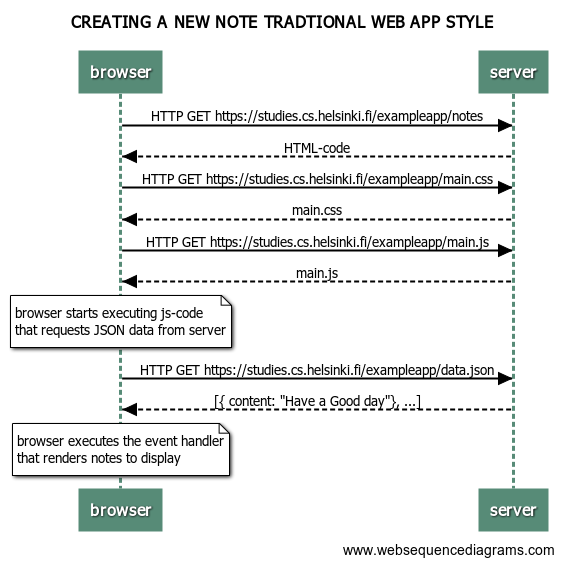 CREATING A NEW NOTE TRADTIONAL WEB APP STYLE
browser
server
HTTP GET https://studies.cs.helsinki.fi/exampleapp/notes
HTML-code
HTTP GET https://studies.cs.helsinki.fi/exampleapp/main.css
main.css
HTTP GET https://studies.cs.helsinki.fi/exampleapp/main.js
main.js
browser starts executing js-code
that requests JSON data from server
HTTP GET https://studies.cs.helsinki.fi/exampleapp/data.json
[{ content: "Have a Good day"}, ...]
browser executes the event handler
that renders notes to display
browser
server
www.websequencediagrams.com